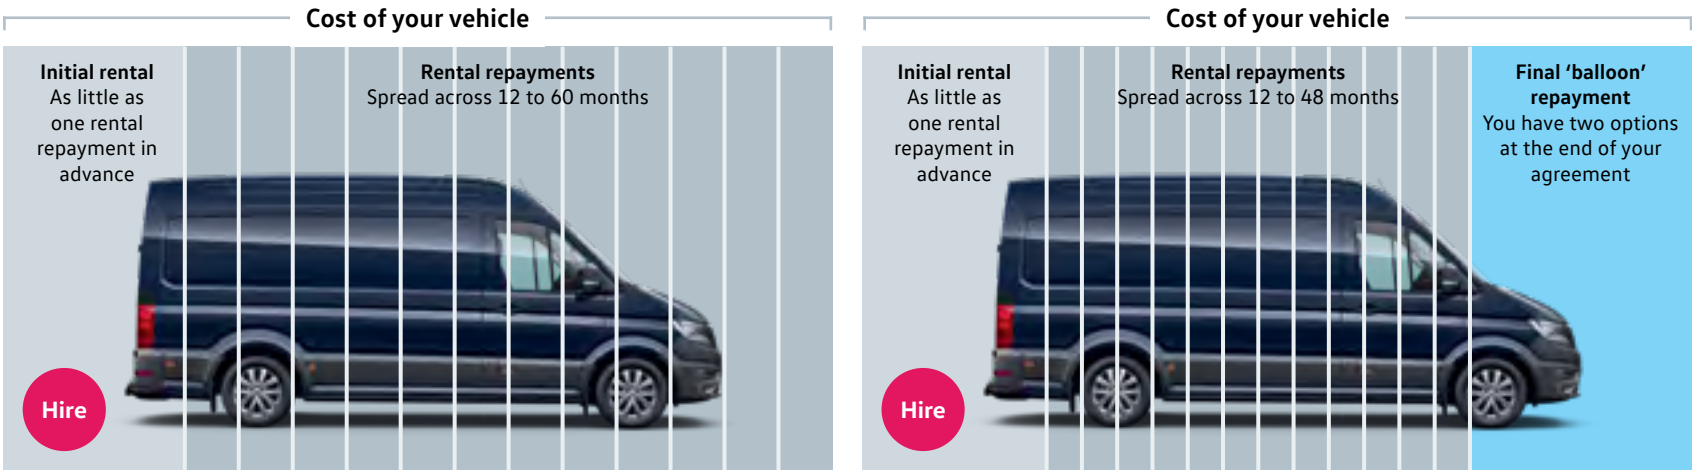 Cost of your vehicle
Initial rental
As little as
one rental
repayment in
advance
Rental repayments
Spread across 12 to 60 months
Hire
Cost of your vehicle
Initial rental
As little as
one rental
repayment in
advance
Rental repayments
Spread across 12 to 48 months
Final ‘balloon’
repayment
You have two options
at the end of your
agreement
Hire